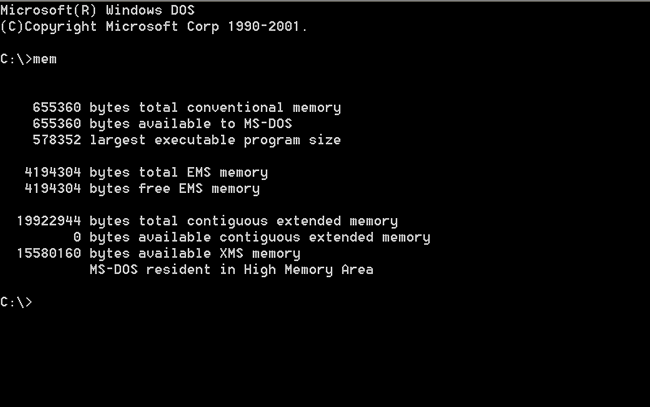 Microsoft(R) Windows DOS
(C)Copyright Microsoft Corp 1990-2001.
C:\>mem
655360 bytes total conventional memory
655360 bytes available to MS-DOS
578352 largest executable program size
4194304 bytes total EMS memory
4194304 bytes free EMS memory
19922944 bytes total contiguous extended memory
0 bytes available contiguous extended memory
15580160 bytes available XMS memory
MS-DOS resident in High Memory Area
C:\>